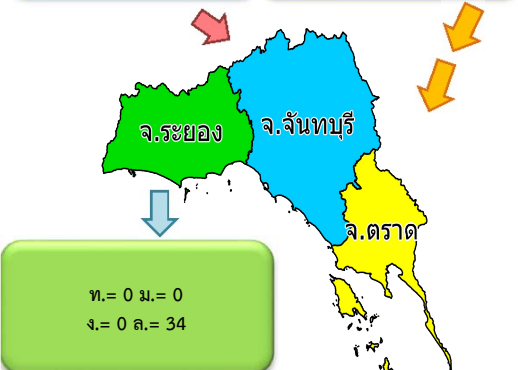 จ.ระยอง
จ.จันทบุรี
จ.ตราด
ท.= 0 ม.= 0
ง.= 0 ล.= 34